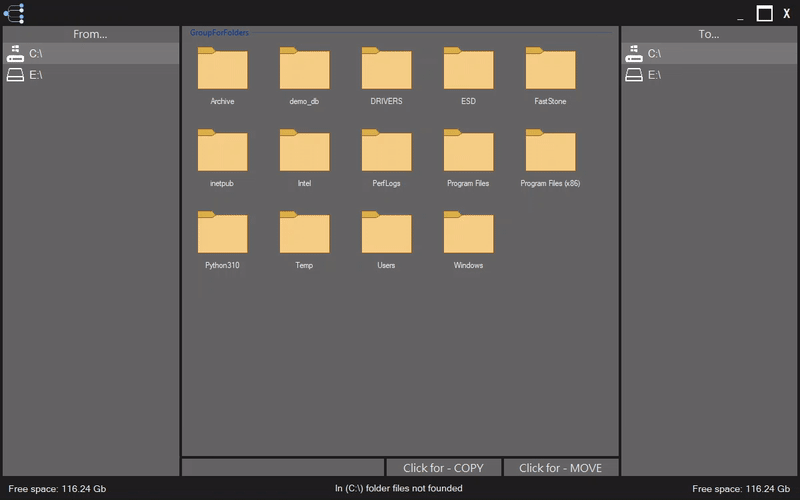 _ X
From...
GroupForFolders
To...
C:\
E:\
Archive demo_db DRIVERS ESD FastStone
inetpub Intel PerfLogs Program Files Program Files (x86)
Python310 Temp Users Windows
C:\
E:\
Click for - COPY Click for - MOVE
Free space: 116.24 Gb In (C:\) folder files not founded Free space: 116.24 Gb